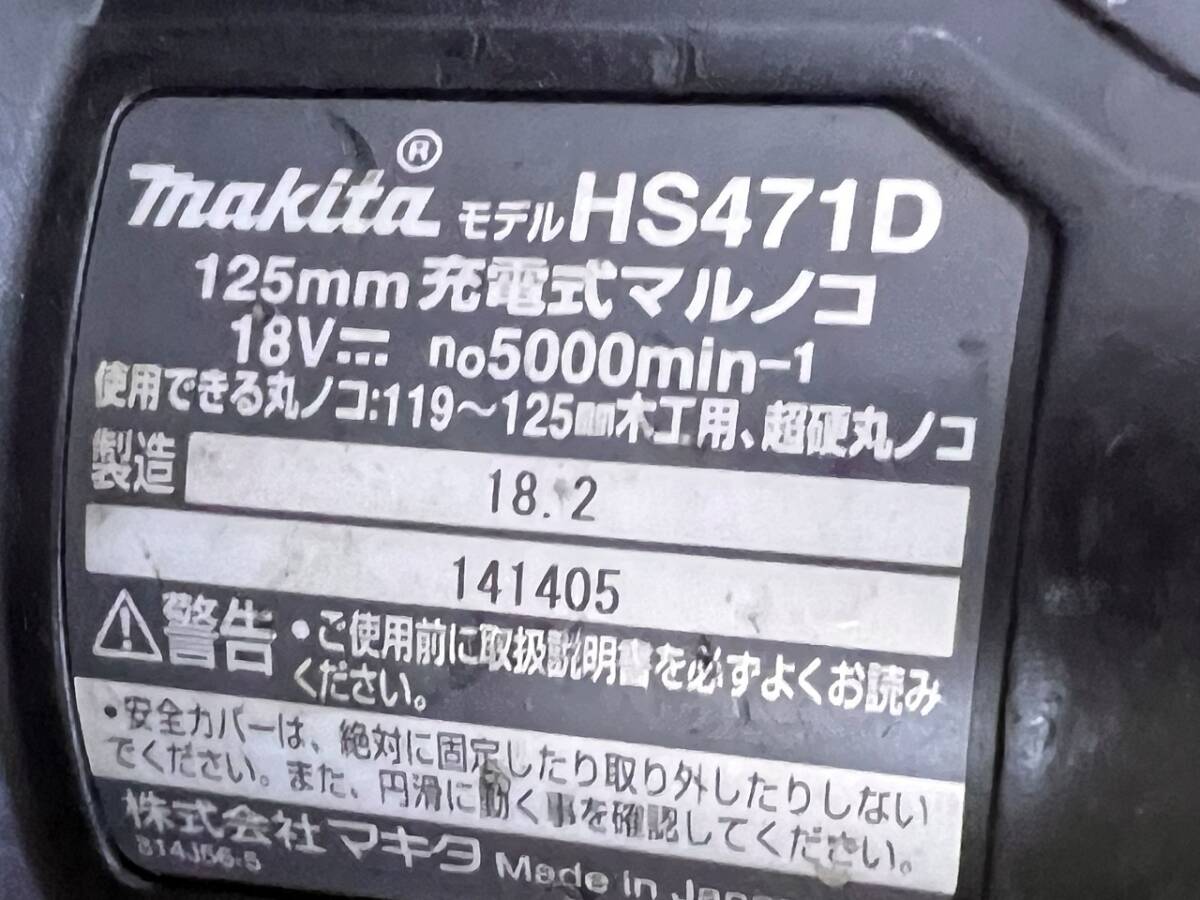 makita® モデル HS471D
125mm 充電式マルノコ
18V⎓ no5000min-1
使用できる丸ノコ:119～125mm木工用、超硬丸ノコ
製造 18.2
141405
⚠警告 •ご使用前に取扱説明書を必ずよくお読み
ください。
•安全カバーは、絶対に固定したり取り外したりしない
でください。また、円滑に動く事を確認してください。
株式会社マキタ Made in